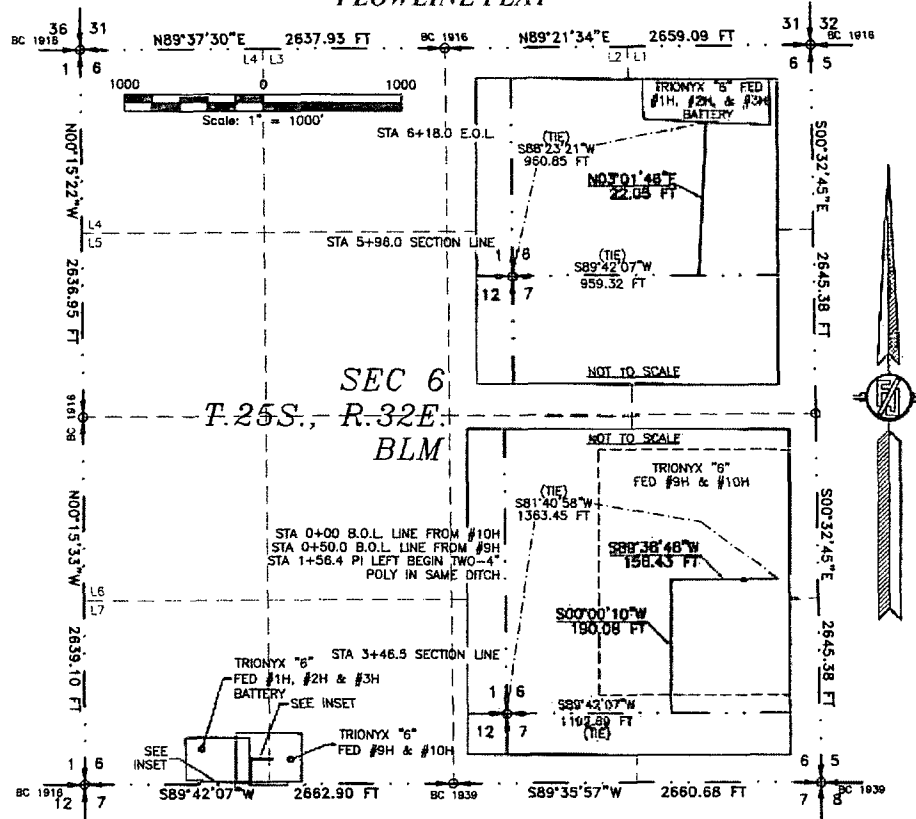 FLOWLINE PLAT
36 31
31 32
BC 1916
N89°37'30"E 2637.93 FT
BC 1916
N89°21'34"E 2659.09 FT
BC 1916
1 6
L4 L3
L2 L1
6 5
1000 0 1000
Scale: 1" = 1000'
TRIONYX "6" FED
#1H, #2H, & #3H
BATTERY
STA 6+18.0 E.O.L.
(TIE)
S88°23'21"W
960.85 FT
N03°01'48"E
22.05 FT
N00°15'22"W 2636.95 FT
S00°32'45"E 2645.38 FT
L4
L5
STA 5+96.0 SECTION LINE
1 6
12 7
(TIE)
S89°42'07"W
959.32 FT
NOT TO SCALE
SEC 6
T.25S., R.32E.
BLM
BC 1916
NOT TO SCALE
TRIONYX "6"
FED #9H & #10H
(TIE)
S81°40'58"W
1363.45 FT
STA 0+00 B.O.L. LINE FROM #10H
STA 0+50.0 B.O.L. LINE FROM #9H
STA 1+56.4 PI LEFT BEGIN TWO-4"
POLY IN SAME DITCH
S89°36'46"W
156.43 FT
N00°15'33"W 2639.10 FT
S00°32'45"E 2645.38 FT
L6
L7
S00°00'10"W
190.08 FT
STA 3+46.5 SECTION LINE
1 6
12 7
S89°42'07"W
1192.89 FT
(TIE)
TRIONYX "6"
FED #1H, #2H & #3H
BATTERY
SEE INSET
TRIONYX "6"
FED #9H & #10H
SEE
INSET
1 6
6 5
BC 1916
S89°42'07"W 2662.90 FT
BC 1939
S89°35'57"W 2660.68 FT
BC 1939
12 7
7 8